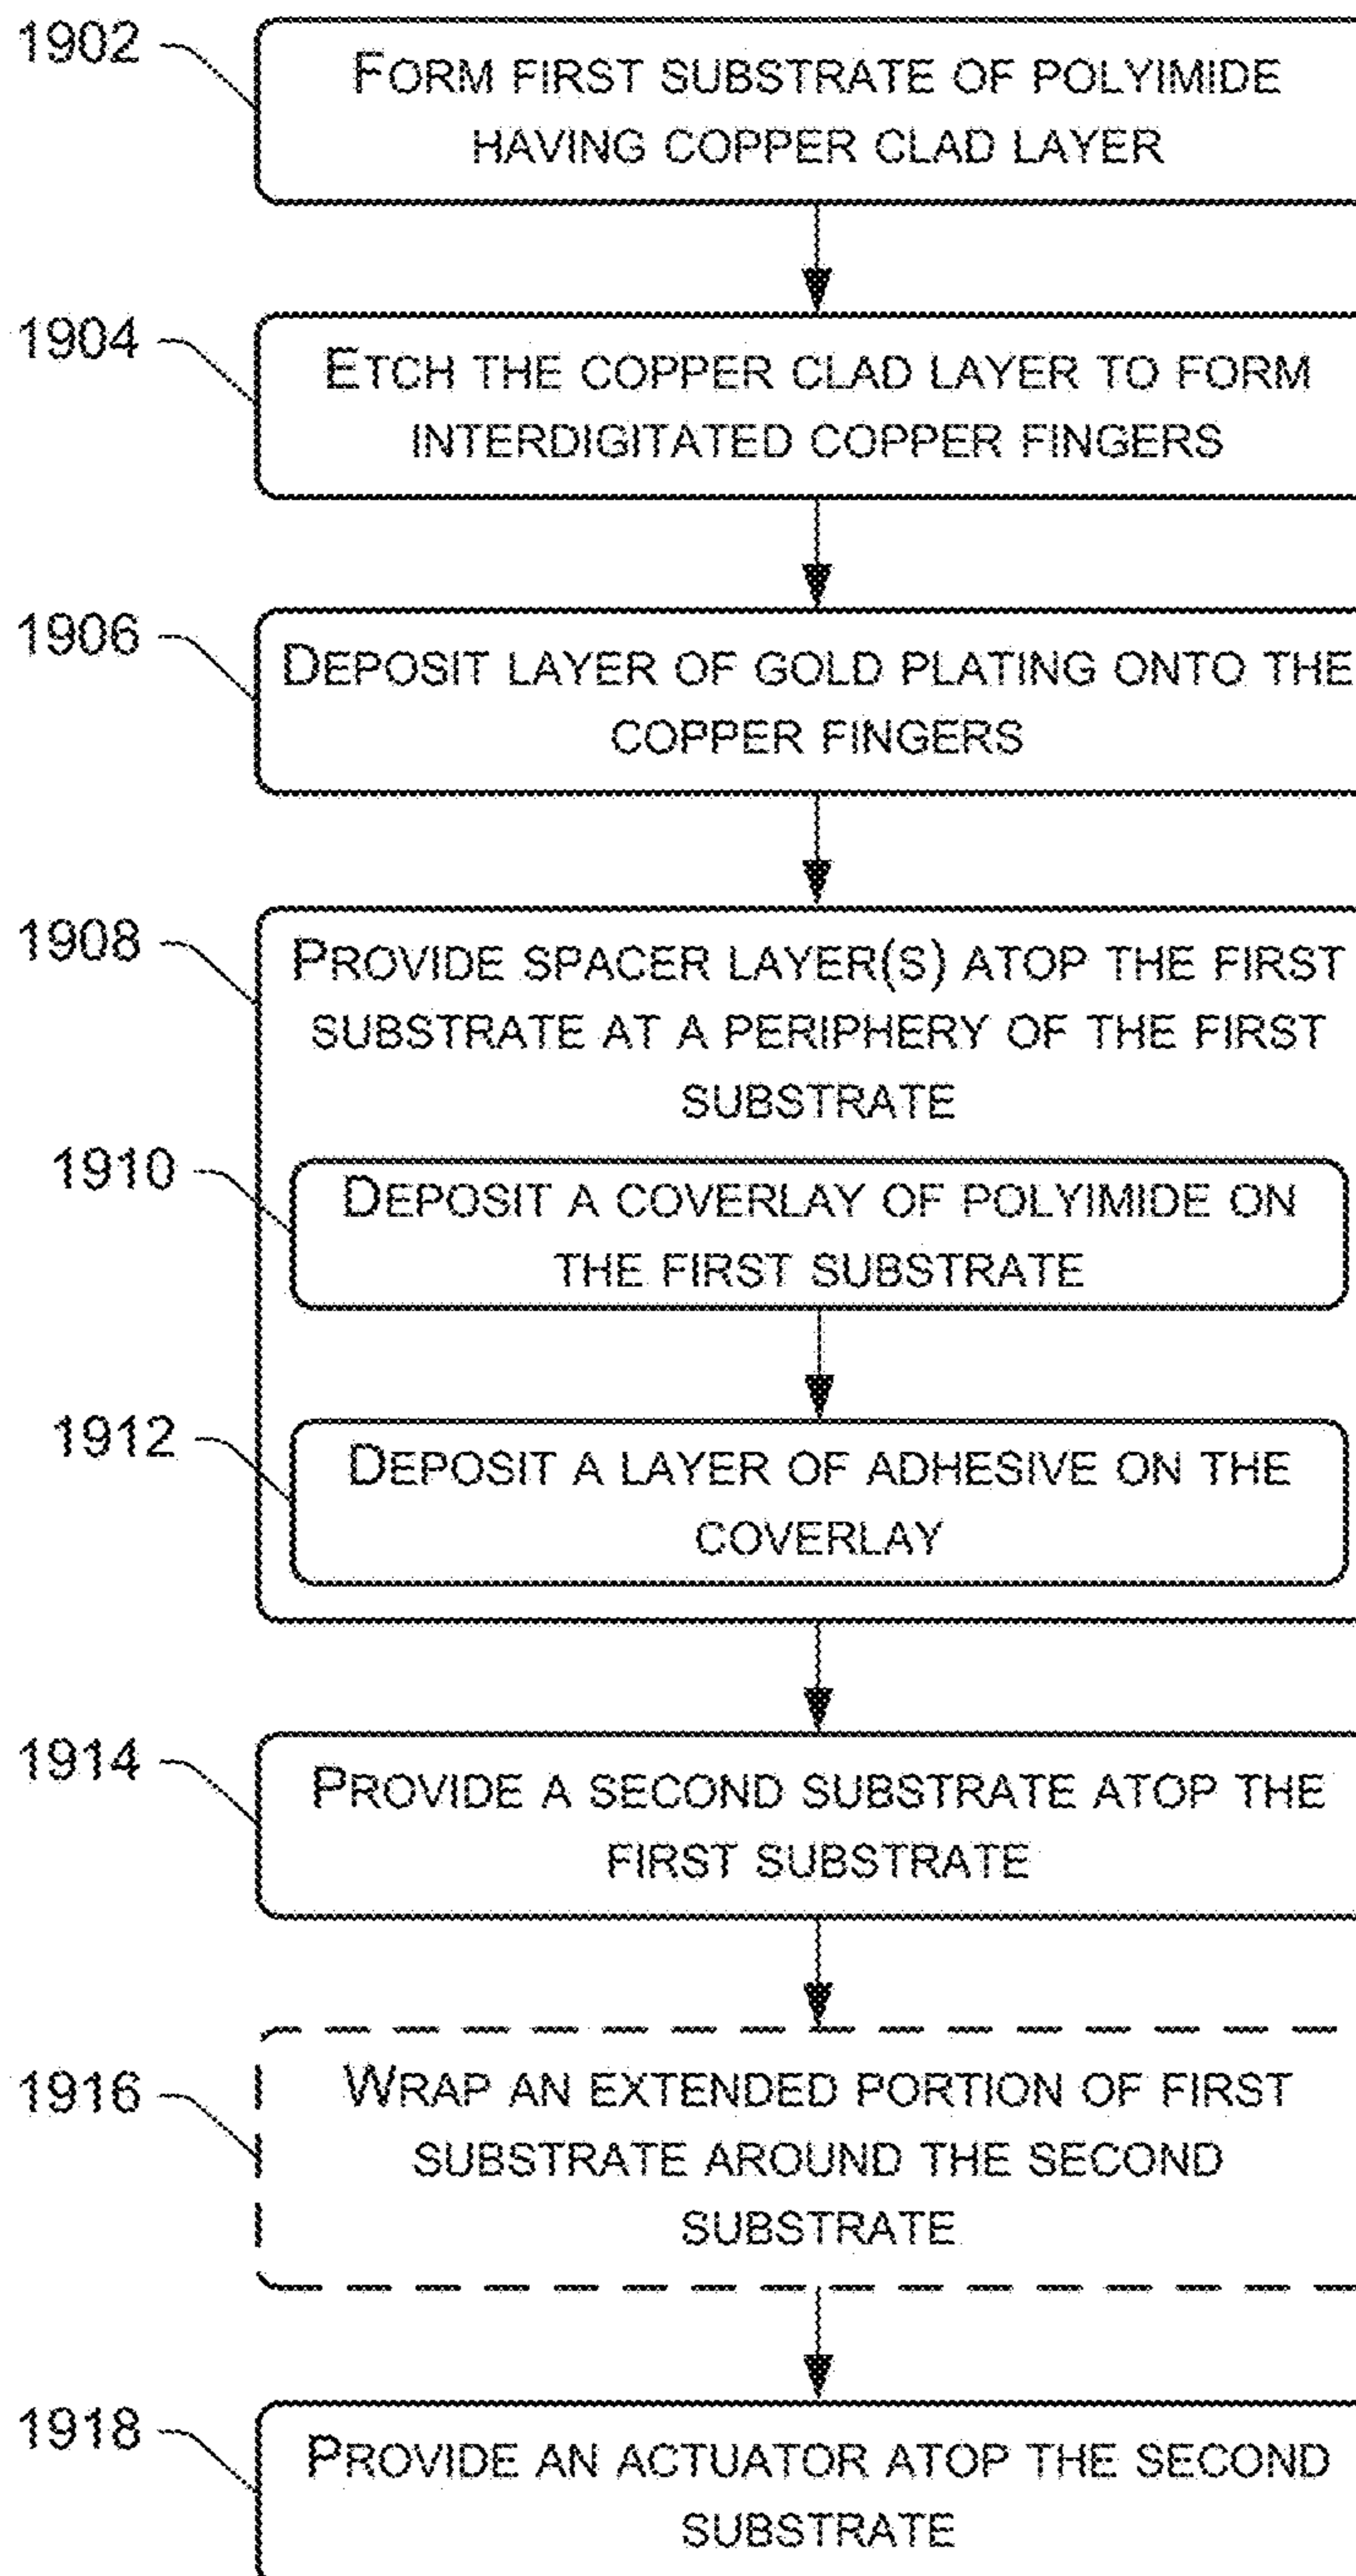 1902
FORM FIRST SUBSTRATE OF POLYIMIDE
HAVING COPPER CLAD LAYER
1904
ETCH THE COPPER CLAD LAYER TO FORM
INTERDIGITATED COPPER FINGERS
1906
DEPOSIT LAYER OF GOLD PLATING ONTO THE
COPPER FINGERS
1908
PROVIDE SPACER LAYER(S) ATOP THE FIRST
SUBSTRATE AT A PERIPHERY OF THE FIRST
SUBSTRATE
1910
DEPOSIT A COVERLAY OF POLYIMIDE ON
THE FIRST SUBSTRATE
1912
DEPOSIT A LAYER OF ADHESIVE ON THE
COVERLAY
1914
PROVIDE A SECOND SUBSTRATE ATOP THE
FIRST SUBSTRATE
1916
WRAP AN EXTENDED PORTION OF FIRST
SUBSTRATE AROUND THE SECOND
SUBSTRATE
1918
PROVIDE AN ACTUATOR ATOP THE SECOND
SUBSTRATE